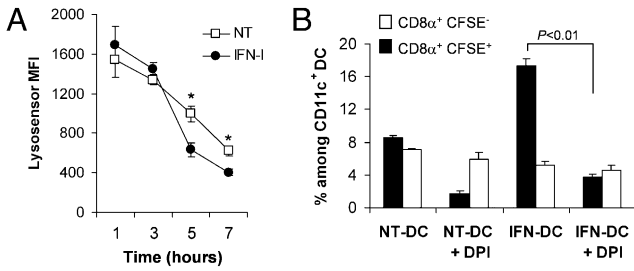 A
Lysosensor MFI
2000
1600
1200
800
400
0
NT
IFN-I
*
*
1 3 5 7
Time (hours)
B
% among CD11c⁺ DC
20
16
12
8
4
0
CD8α⁺ CFSE⁻
CD8α⁺ CFSE⁺
P<0.01
NT-DC NT-DC + DPI IFN-DC IFN-DC + DPI